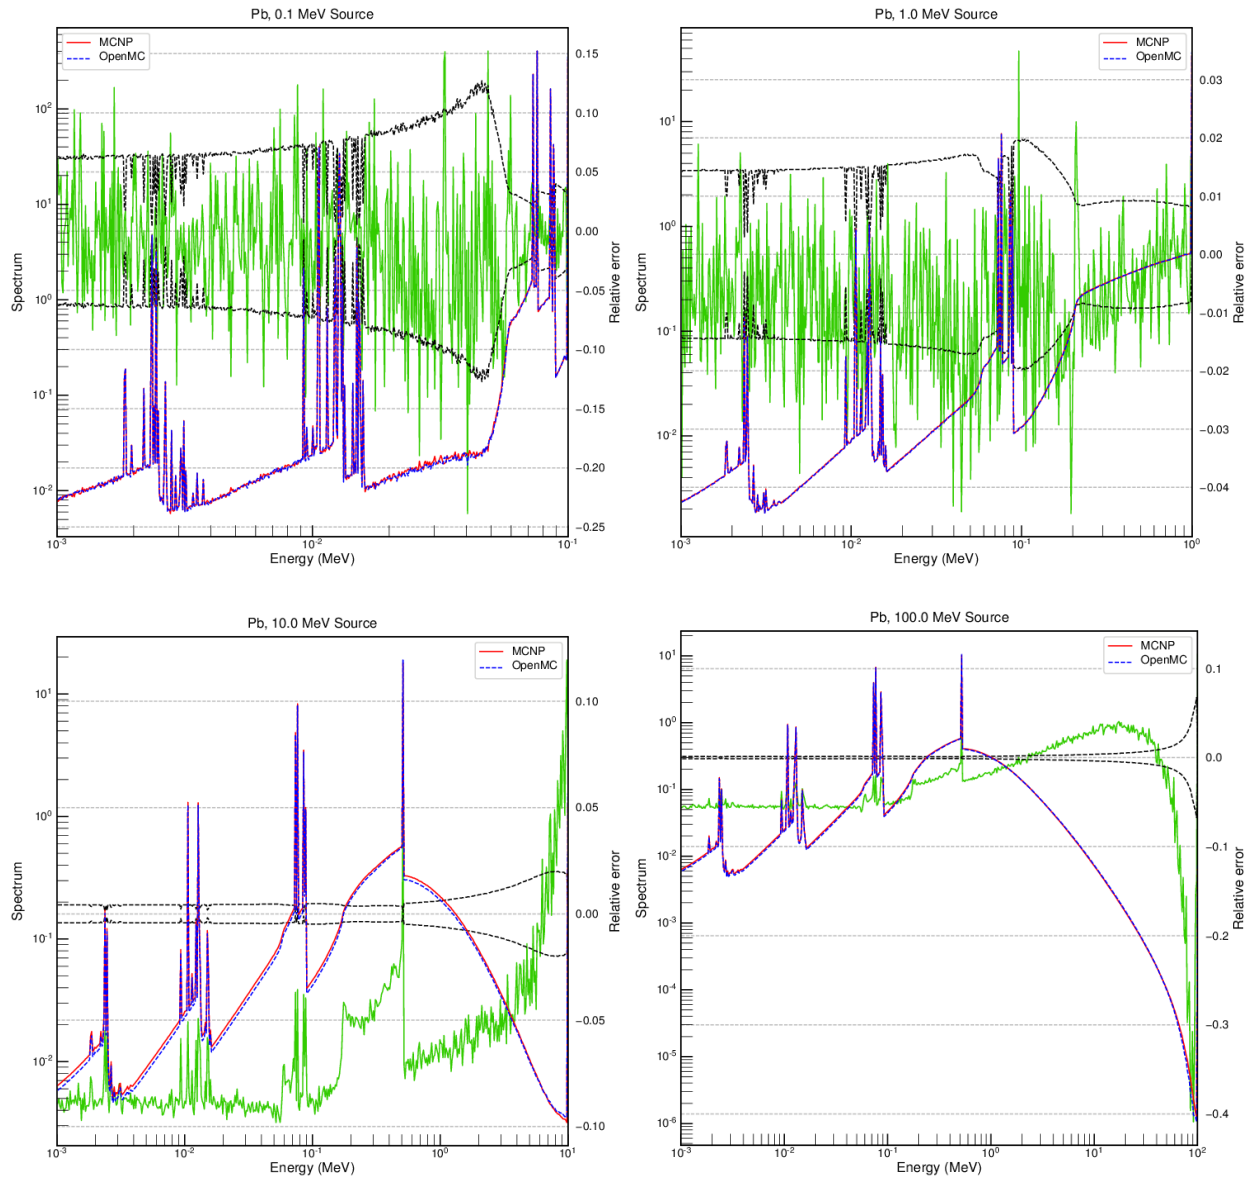 Pb, 0.1 MeV Source
MCNP
OpenMC
Spectrum
10²
10¹
10⁰
10⁻¹
10⁻²
0.15
0.10
0.05
0.00
−0.05
−0.10
−0.15
−0.20
−0.25
Relative error
10⁻³
10⁻²
10⁻¹
Energy (MeV)
Pb, 1.0 MeV Source
MCNP
OpenMC
Spectrum
10¹
10⁰
10⁻¹
10⁻²
0.03
0.02
0.01
0.00
−0.01
−0.02
−0.03
−0.04
Relative error
10⁻³
10⁻²
10⁻¹
10⁰
Energy (MeV)
Pb, 10.0 MeV Source
MCNP
OpenMC
Spectrum
10¹
10⁰
10⁻¹
10⁻²
0.10
0.05
0.00
−0.05
−0.10
Relative error
10⁻³
10⁻²
10⁻¹
10⁰
10¹
Energy (MeV)
Pb, 100.0 MeV Source
MCNP
OpenMC
Spectrum
10¹
10⁰
10⁻¹
10⁻²
10⁻³
10⁻⁴
10⁻⁵
10⁻⁶
0.1
0.0
−0.1
−0.2
−0.3
−0.4
Relative error
10⁻³
10⁻²
10⁻¹
10⁰
10¹
10²
Energy (MeV)